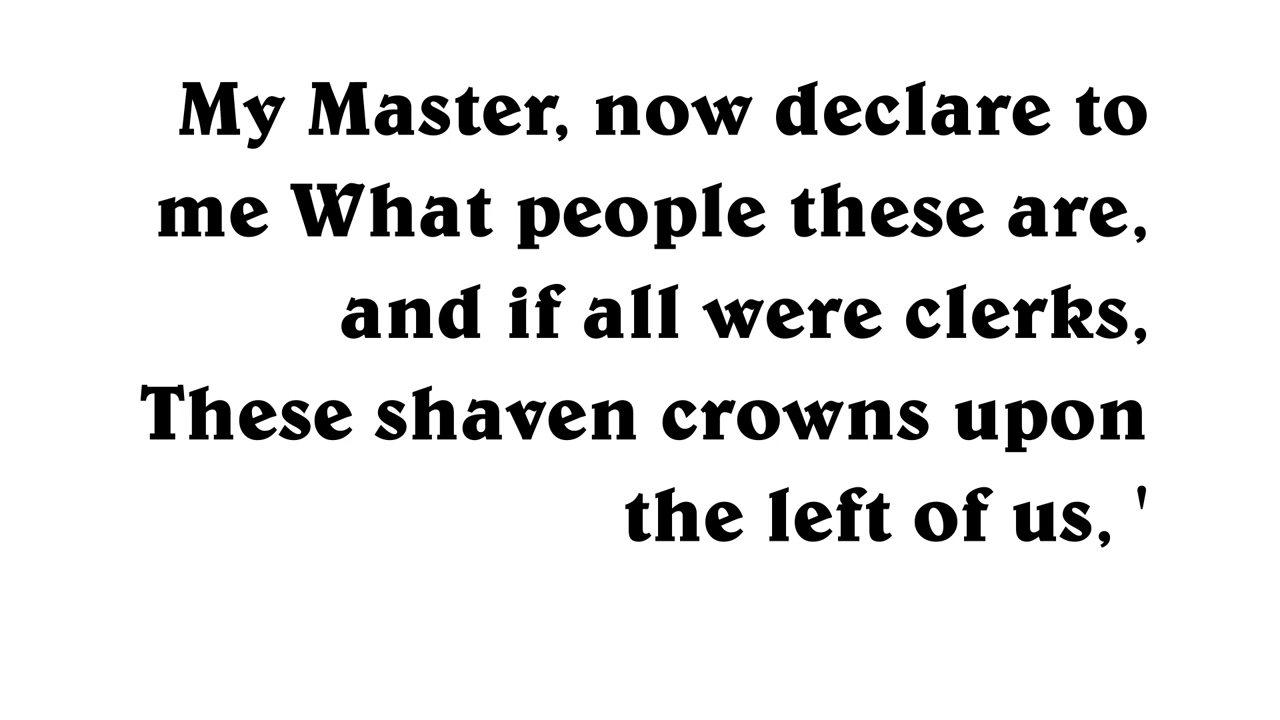 My Master, now declare to
me What people these are,
and if all were clerks,
These shaven crowns upon
the left of us, '